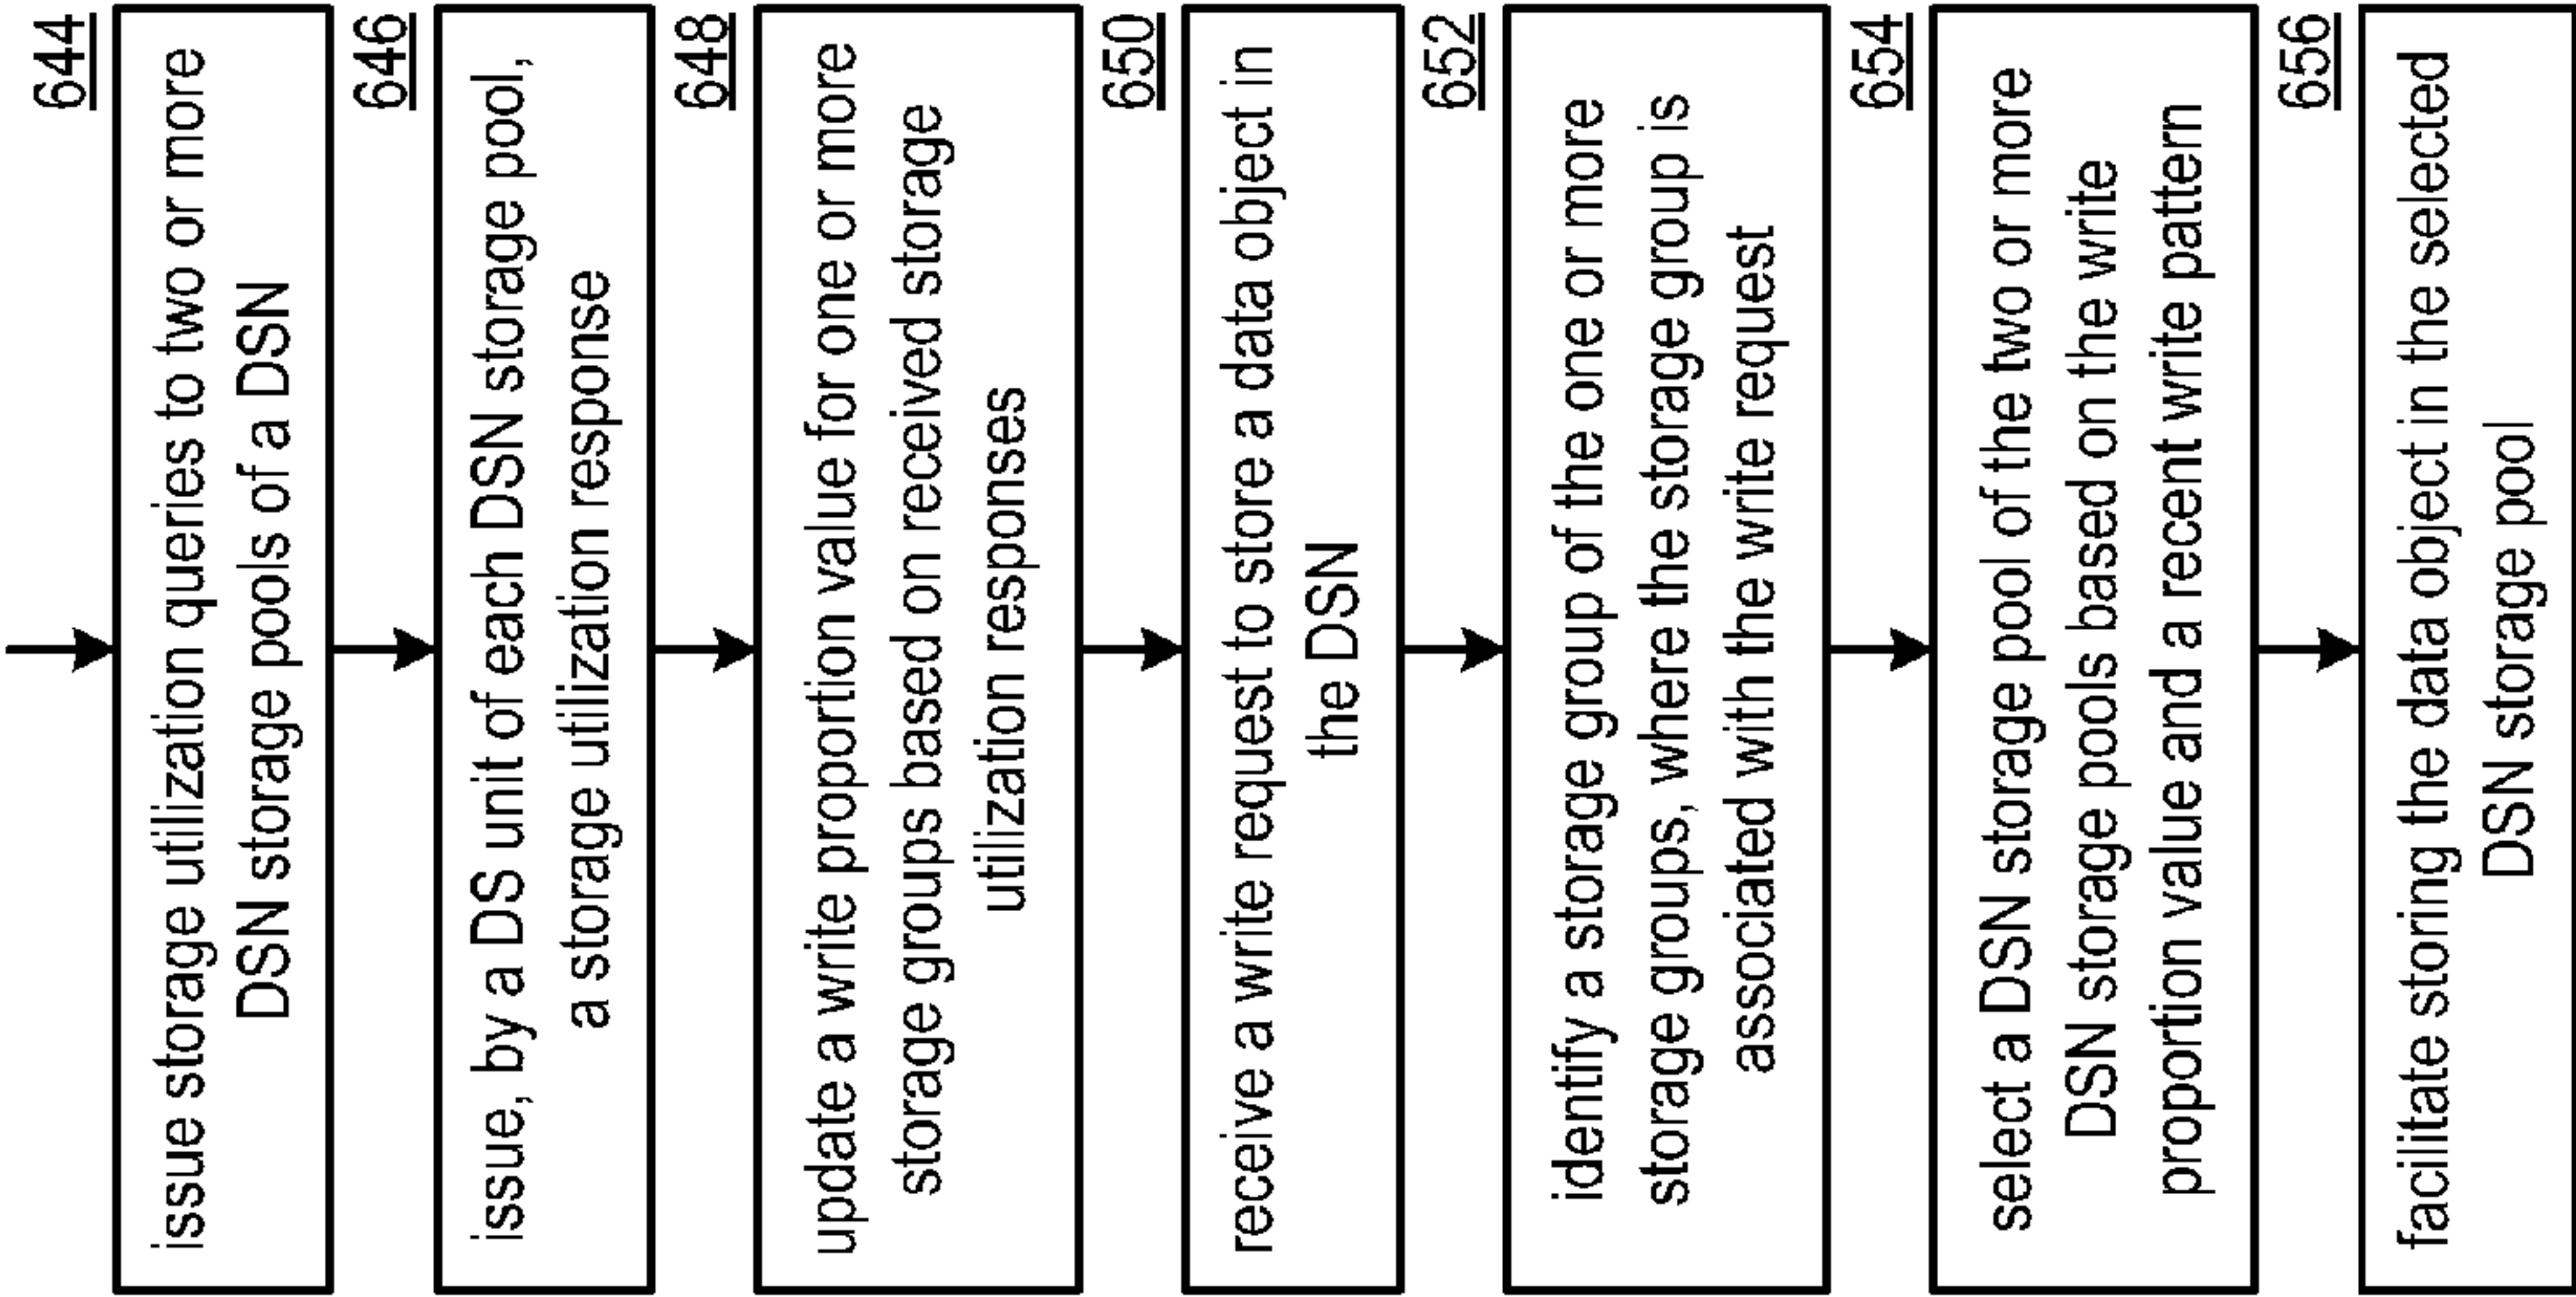 644
issue storage utilization queries to two or more
DSN storage pools of a DSN
646
issue, by a DS unit of each DSN storage pool,
a storage utilization response
648
update a write proportion value for one or more
storage groups based on received storage
utilization responses
650
receive a write request to store a data object in
the DSN
652
identify a storage group of the one or more
storage groups, where the storage group is
associated with the write request
654
select a DSN storage pool of the two or more
DSN storage pools based on the write
proportion value and a recent write pattern
656
facilitate storing the data object in the selected
DSN storage pool